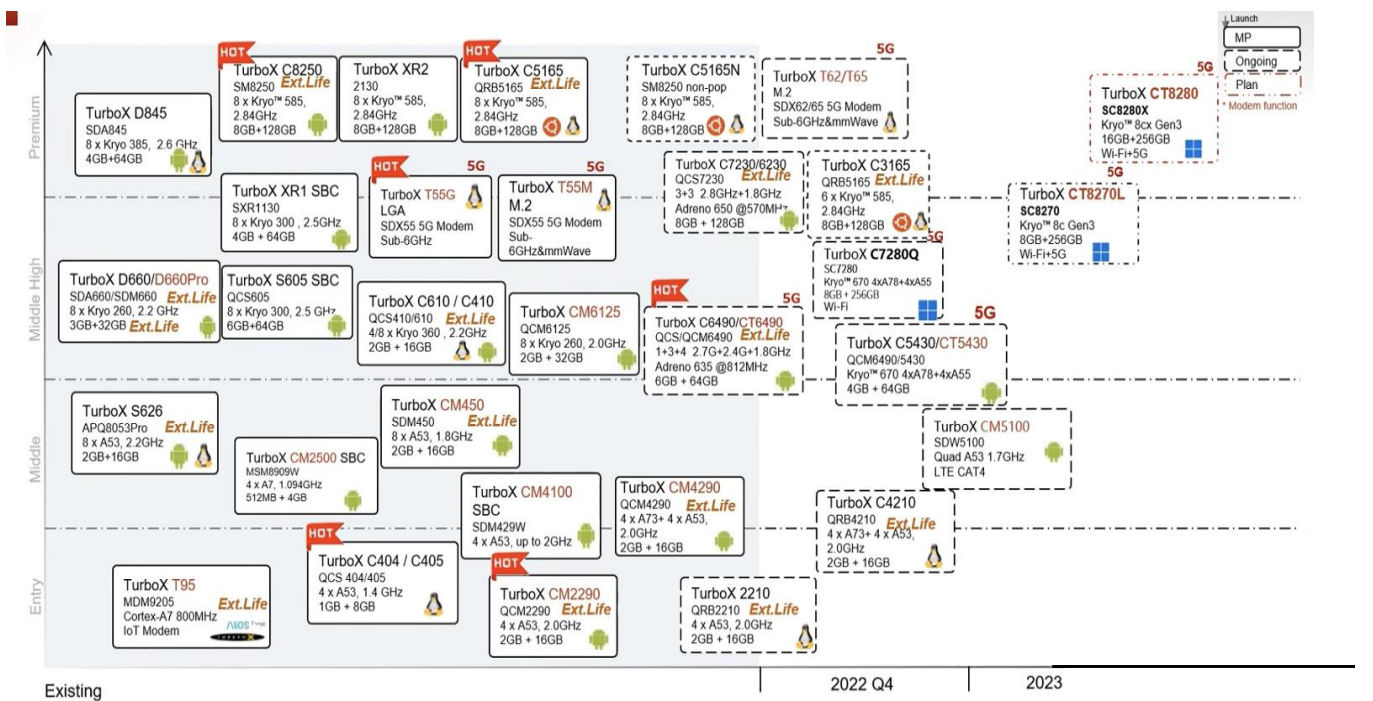 Launch
MP
Ongoing
Plan
* Modem function
Premium
Middle High
Middle
Entry
HOT
TurboX C8250
SM8250 Ext.Life
8 x Kryo™ 585,
2.84GHz
8GB+128GB
TurboX XR2
2130
8 x Kryo™ 585,
2.84GHz
8GB+128GB
HOT
TurboX C5165
QRB5165 Ext.Life
8 x Kryo™ 585,
2.84GHz
8GB+128GB
TurboX C5165N
SM8250 non-pop
8 x Kryo™ 585,
2.84GHz
8GB+128GB
5G
TurboX T62/T65
M.2
SDX62/65 5G Modem
Sub-6GHz&mmWave
5G
TurboX CT8280
SC8280X
Kryo™ 8cx Gen3
16GB+256GB
Wi-Fi+5G
TurboX D845
SDA845
8 x Kryo 385, 2.6 GHz
4GB+64GB
TurboX XR1 SBC
SXR1130
8 x Kryo 300 , 2.5GHz
4GB + 64GB
HOT
5G
TurboX T55G
LGA
SDX55 5G Modem
Sub-6GHz
5G
TurboX T55M
M.2
SDX55 5G Modem
Sub-
6GHz&mmWave
TurboX C7230/6230
QCS7230 Ext.Life
3+3 2.8GHz+1.8GHz
Adreno 650 @570MHz
8GB + 128GB
TurboX C3165
QRB5165 Ext.Life
6 x Kryo™ 585,
2.84GHz
8GB+128GB
5G
TurboX CT8270L
SC8270
Kryo™ 8c Gen3
8GB+256GB
Wi-Fi+5G
5G
TurboX C7280Q
SC7280
Kryo™ 670 4xA78+4xA55
8GB + 256GB
Wi-Fi
TurboX D660/D660Pro
SDA660/SDM660 Ext.Life
8 x Kryo 260, 2.2 GHz
3GB+32GB Ext.Life
TurboX S605 SBC
QCS605
8 x Kryo 300, 2.5 GHz
6GB+64GB
TurboX C610 / C410
QCS410/610 Ext.Life
4/8 x Kryo 360 , 2.2GHz
2GB + 16GB
TurboX CM6125
QCM6125
8 x Kryo 260, 2.0GHz
2GB + 32GB
HOT
5G
TurboX C6490/CT6490
QCS/QCM6490 Ext.Life
1+3+4 2.7G+2.4G+1.8GHz
Adreno 635 @812MHz
6GB + 64GB
5G
TurboX C5430/CT5430
QCM6490/5430
Kryo™ 670 4xA78+4xA55
4GB + 64GB
TurboX S626
APQ8053Pro Ext.Life
8 x A53, 2.2GHz
2GB+16GB
TurboX CM2500 SBC
MSM8909W
4 x A7, 1.094GHz
512MB + 4GB
TurboX CM450
SDM450 Ext.Life
8 x A53, 1.8GHz
2GB + 16GB
TurboX CM5100
SDW5100
Quad A53 1.7GHz
LTE CAT4
TurboX CM4100
SBC
SDM429W
4 x A53, up to 2GHz
TurboX CM4290
QCM4290 Ext.Life
4 x A73+ 4 x A53,
2.0GHz
2GB + 16GB
TurboX C4210
QRB4210 Ext.Life
4 x A73+ 4 x A53,
2.0GHz
2GB + 16GB
TurboX T95
MDM9205 Ext.Life
Cortex-A7 800MHz
IoT Modem
AliOS Things
THREADX
HOT
TurboX C404 / C405
QCS 404/405
4 x A53, 1.4 GHz
1GB + 8GB
HOT
TurboX CM2290
QCM2290 Ext.Life
4 x A53, 2.0GHz
2GB + 16GB
TurboX 2210
QRB2210 Ext.Life
4 x A53, 2.0GHz
2GB + 16GB
Existing
2022 Q4
2023